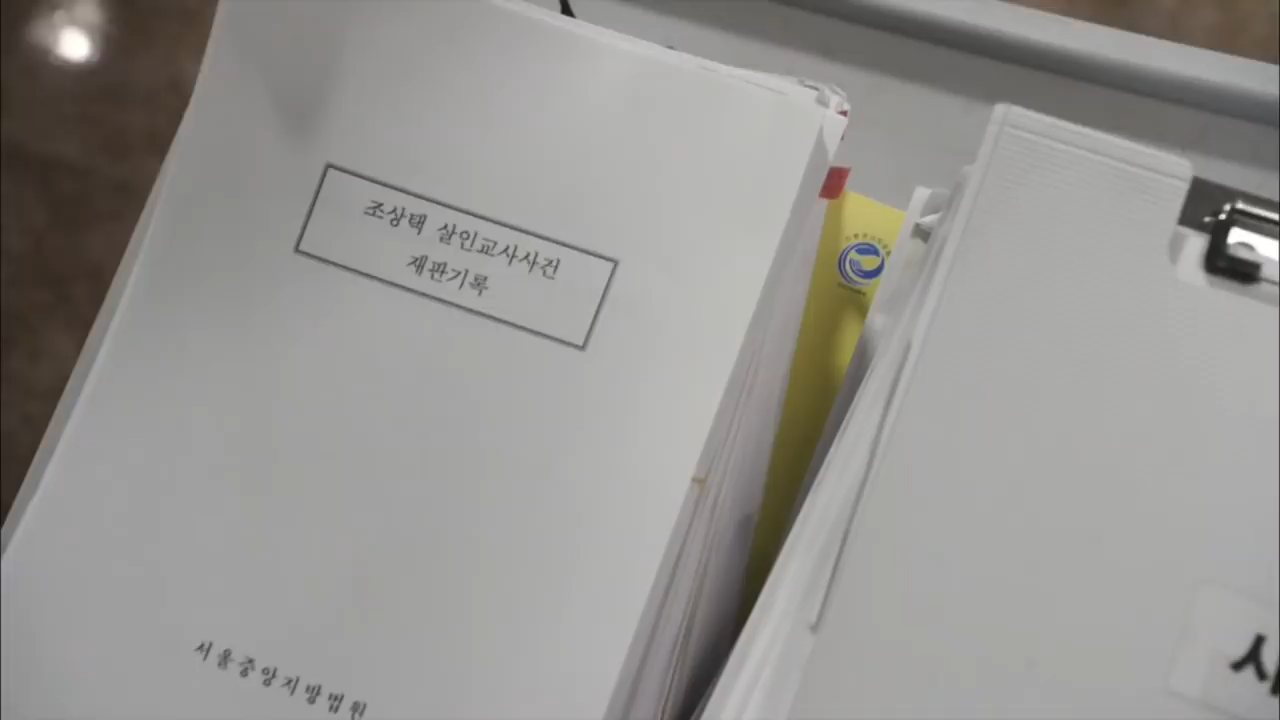 조상택 살인교사사건
재판기록
서울중앙지방법원